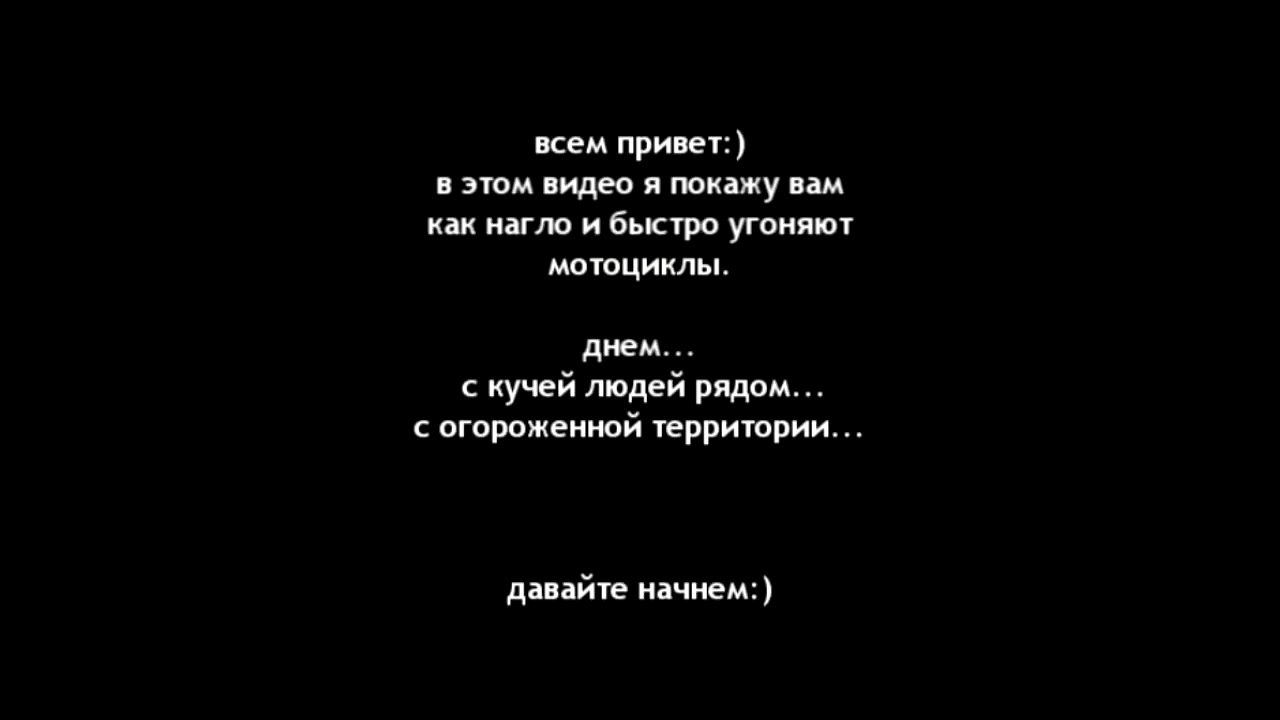 всем привет:)
в этом видео я покажу вам
как нагло и быстро угоняют
мотоциклы.
днем...
с кучей людей рядом...
с огороженной территории...
давайте начнем:)